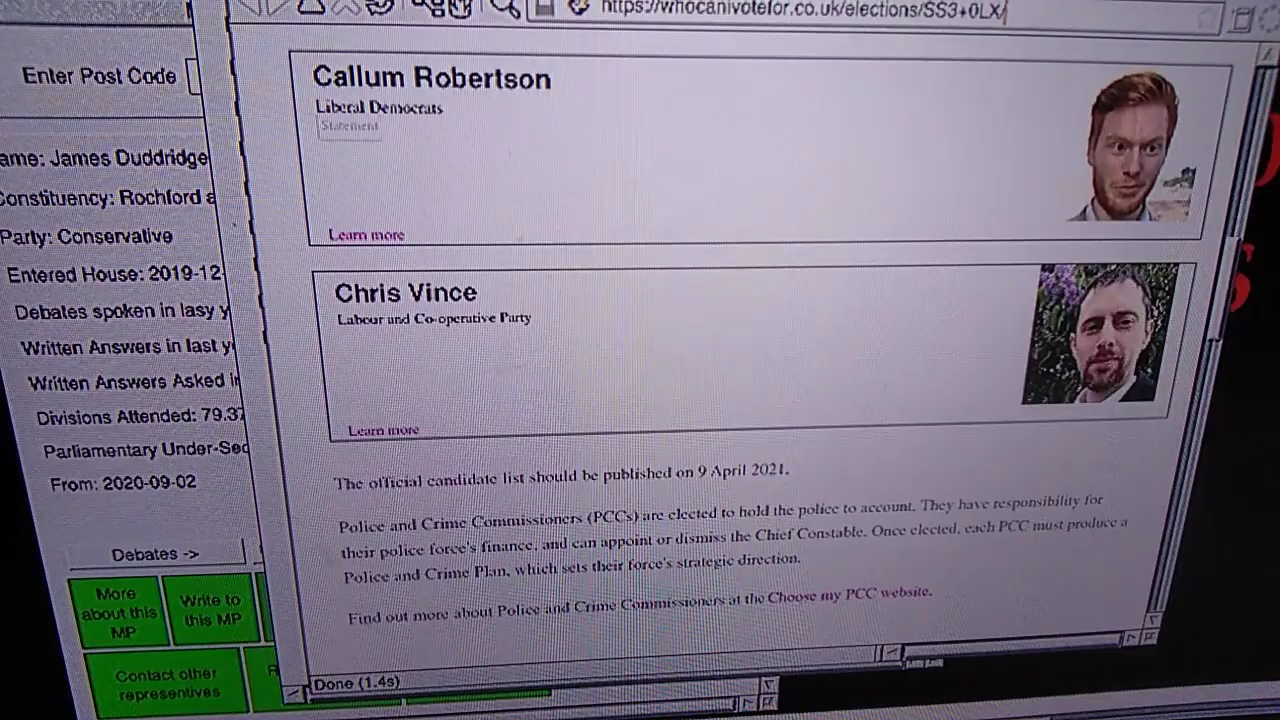 https://whocanivotefor.co.uk/elections/SS3+0LX/
Enter Post Code
ame: James Duddridge
Constituency: Rochford a
Party: Conservative
Entered House: 2019-12
Debates spoken in lasy y
Written Answers in last y
Written Answers Asked i
Divisions Attended: 79.37
Parliamentary Under-Sec
From: 2020-09-02
Debates ->
More
about this
MP
Write to
this MP
Contact other
representives
Callum Robertson
Liberal Democrats
Statement
Learn more
Chris Vince
Labour and Co-operative Party
Learn more
The official candidate list should be published on 9 April 2021.
Police and Crime Commissioners (PCCs) are elected to hold the police to account. They have responsibility for
their police force's finance, and can appoint or dismiss the Chief Constable. Once elected, each PCC must produce a
Police and Crime Plan, which sets their force's strategic direction.
Find out more about Police and Crime Commissioners at the Choose my PCC website.
Done (1.4s)